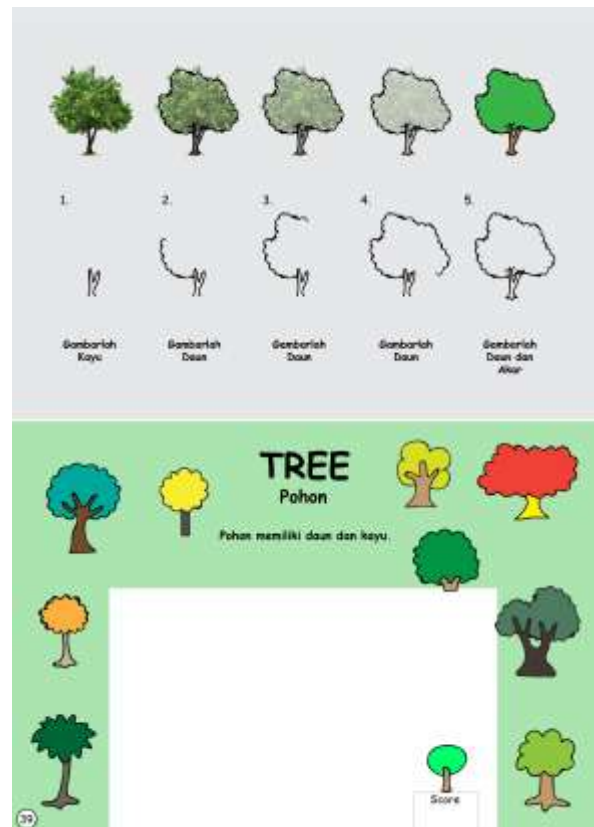 1.
2.
3.
4.
5.
Gambarlah
Kayu
Gambarlah
Daun
Gambarlah
Daun
Gambarlah
Daun
Gambarlah
Daun dan
Akar
TREE
Pohon
Pohon memiliki daun dan kayu.
Score
39